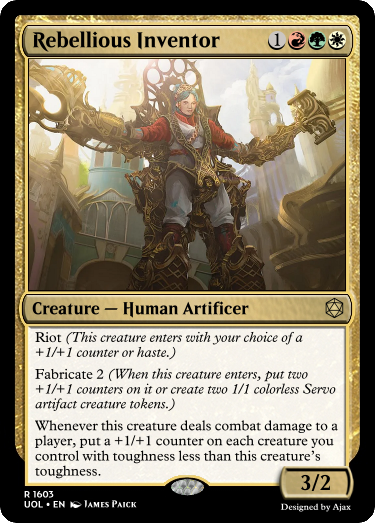 Rebellious Inventor 1
Creature — Human Artificer
Riot (This creature enters with your choice of a
+1/+1 counter or haste.)
Fabricate 2 (When this creature enters, put two
+1/+1 counters on it or create two 1/1 colorless Servo
artifact creature tokens.)
Whenever this creature deals combat damage to a
player, put a +1/+1 counter on each creature you
control with toughness less than this creature's
toughness.
3/2
R 1603
UOL • EN JAMES PAICK
Designed by Ajax